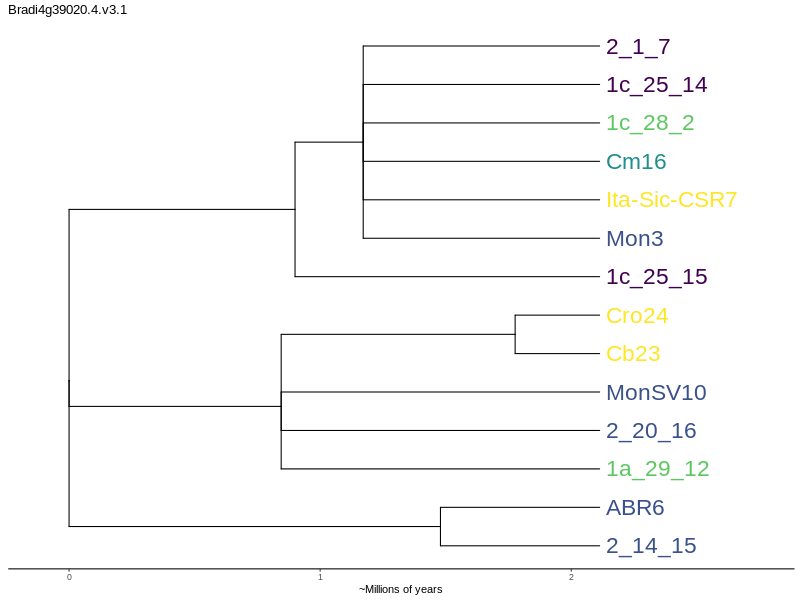 Bradi4g39020.4.v3.1
2_1_7
1c_25_14
1c_28_2
Cm16
Ita-Sic-CSR7
Mon3
1c_25_15
Cro24
Cb23
MonSV10
2_20_16
1a_29_12
ABR6
2_14_15
0 1 2
~Millions of years